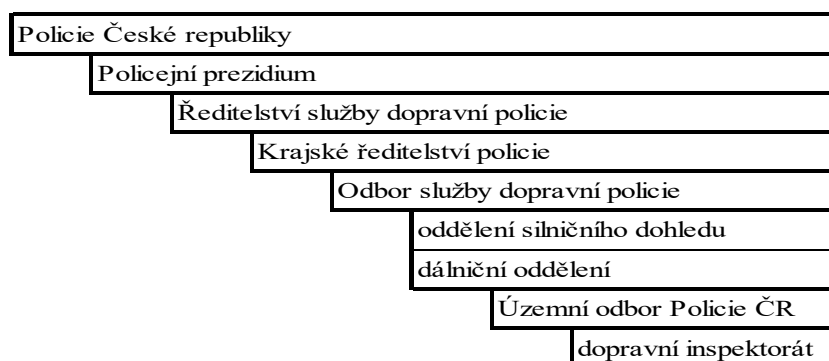 Policie České republiky
Policejní prezidium
Ředitelství služby dopravní policie
Krajské ředitelství policie
Odbor služby dopravní policie
oddělení silničního dohledu
dálniční oddělení
Územní odbor Policie ČR
dopravní inspektorát